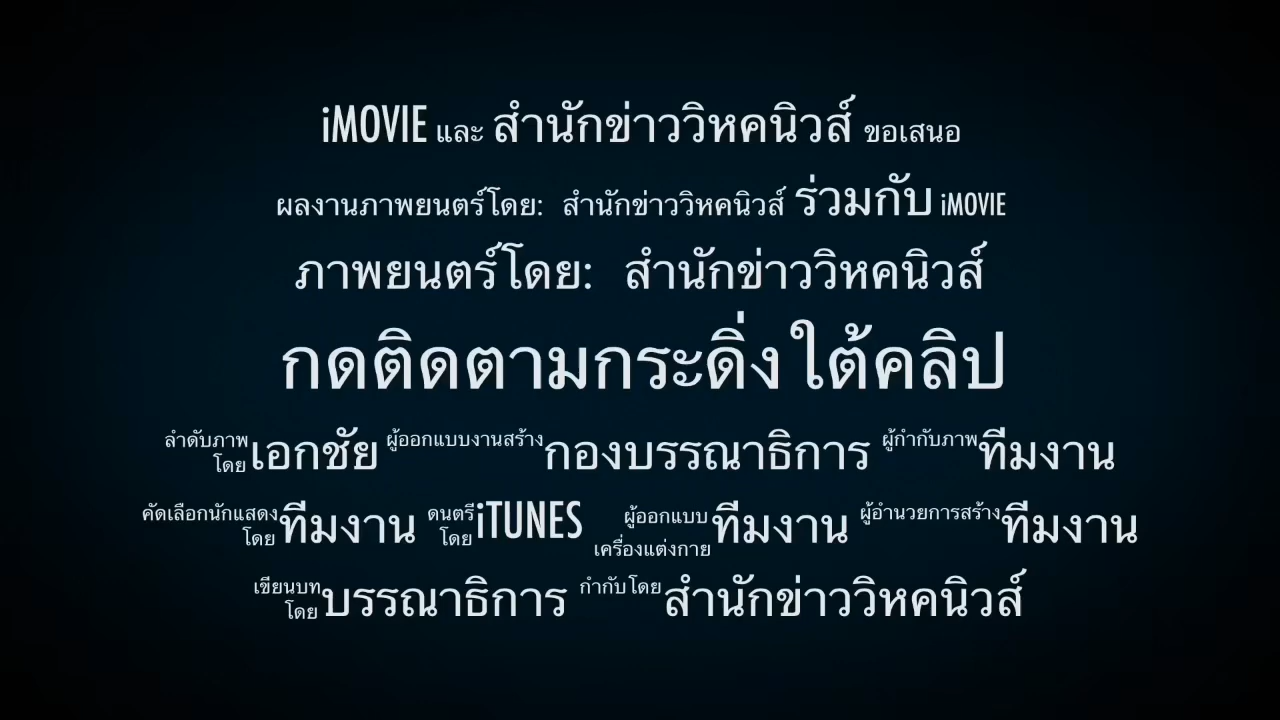 iMOVIE และ สำนักข่าววิหคนิวส์ ขอเสนอ
ผลงานภาพยนตร์โดย: สำนักข่าววิหคนิวส์ ร่วมกับ iMOVIE
ภาพยนตร์โดย: สำนักข่าววิหคนิวส์
กดติดตามกระดิ่ง ใต้คลิป
ลำดับภาพโดย เอกชัย ผู้ออกแบบงานสร้าง กองบรรณาธิการ ผู้กำกับภาพ ทีมงาน
คัดเลือกนักแสดงโดย ทีมงาน ดนตรีโดย iTUNES ผู้ออกแบบเครื่องแต่งกาย ทีมงาน ผู้อำนวยการสร้าง ทีมงาน
เขียนบทโดย บรรณาธิการ กำกับโดย สำนักข่าววิหคนิวส์